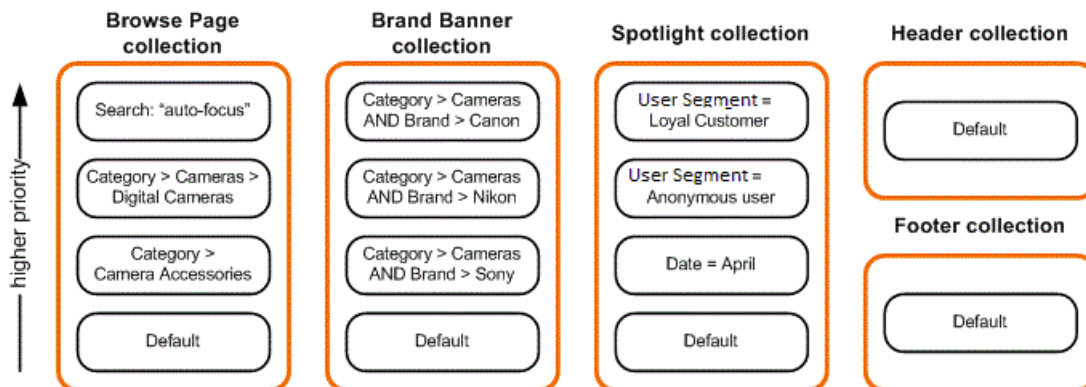 Browse Page
collection
Brand Banner
collection
Spotlight collection
Header collection
higher priority
Search: "auto-focus"
Category > Cameras >
Digital Cameras
Category >
Camera Accessories
Default
Category > Cameras
AND Brand > Canon
Category > Cameras
AND Brand > Nikon
Category > Cameras
AND Brand > Sony
Default
User Segment =
Loyal Customer
User Segment =
Anonymous user
Date = April
Default
Default
Footer collection
Default